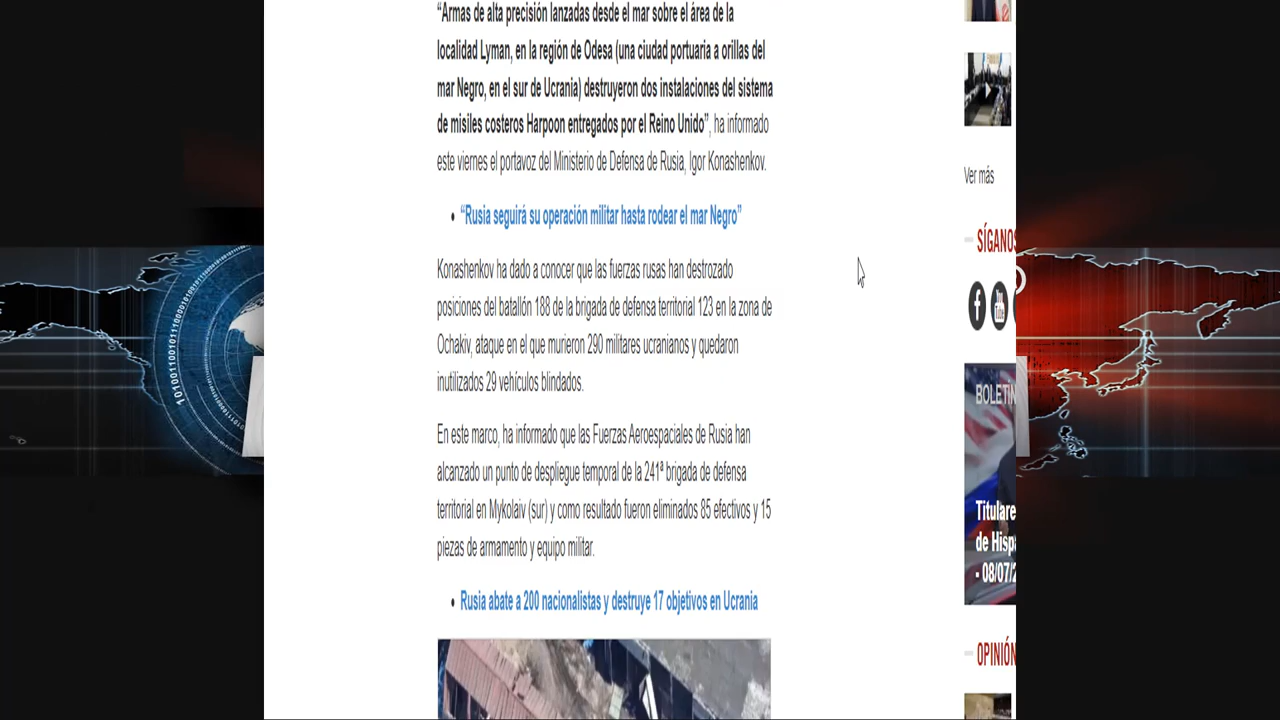 “Armas de alta precisión lanzadas desde el mar sobre el área de la
localidad Lyman, en la región de Odesa (una ciudad portuaria a orillas del
mar Negro, en el sur de Ucrania) destruyeron dos instalaciones del sistema
de misiles costeros Harpoon entregados por el Reino Unido”, ha informado
este viernes el portavoz del Ministerio de Defensa de Rusia, Igor Konashenkov.
• “Rusia seguirá su operación militar hasta rodear el mar Negro”
Konashenkov ha dado a conocer que las fuerzas rusas han destrozado
posiciones del batallón 188 de la brigada de defensa territorial 123 en la zona de
Ochakiv, ataque en el que murieron 290 militares ucranianos y quedaron
inutilizados 29 vehículos blindados.
En este marco, ha informado que las Fuerzas Aeroespaciales de Rusia han
alcanzado un punto de despliegue temporal de la 241ª brigada de defensa
territorial en Mykolaiv (sur) y como resultado fueron eliminados 85 efectivos y 15
piezas de armamento y equipo militar.
• Rusia abate a 200 nacionalistas y destruye 17 objetivos en Ucrania
Ver más
SÍGANOS
You
Tube
BOLETIN
Titulare
de Hisp
- 08/07/2
OPINIÓN